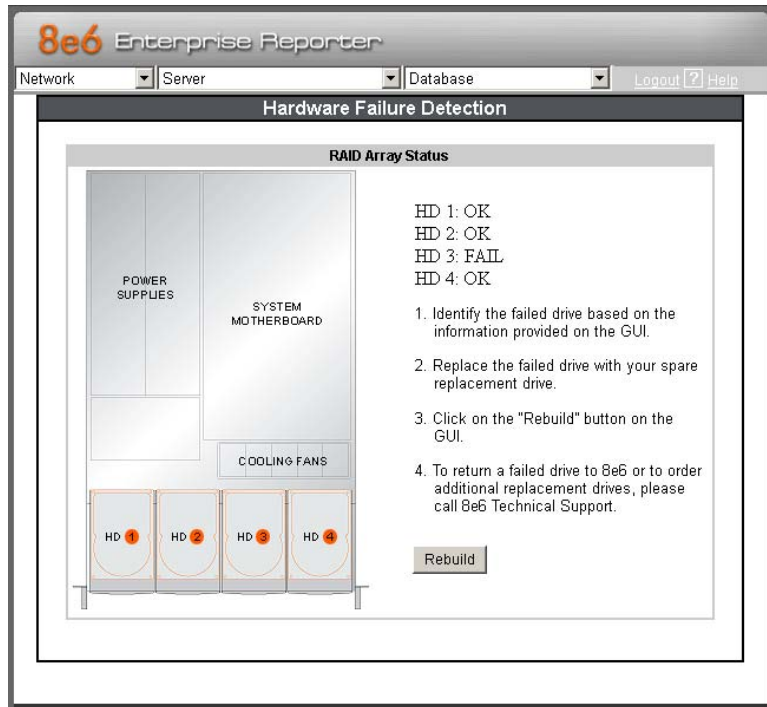 8e6 Enterprise Reporter
Network Server Database Logout ? Help
Hardware Failure Detection
RAID Array Status
POWER
SUPPLIES
SYSTEM
MOTHERBOARD
COOLING FANS
HD 1 HD 2 HD 3 HD 4
HD 1: OK
HD 2: OK
HD 3: FAIL
HD 4: OK
1. Identify the failed drive based on the
information provided on the GUI.
2. Replace the failed drive with your spare
replacement drive.
3. Click on the "Rebuild" button on the
GUI.
4. To return a failed drive to 8e6 or to order
additional replacement drives, please
call 8e6 Technical Support.
Rebuild